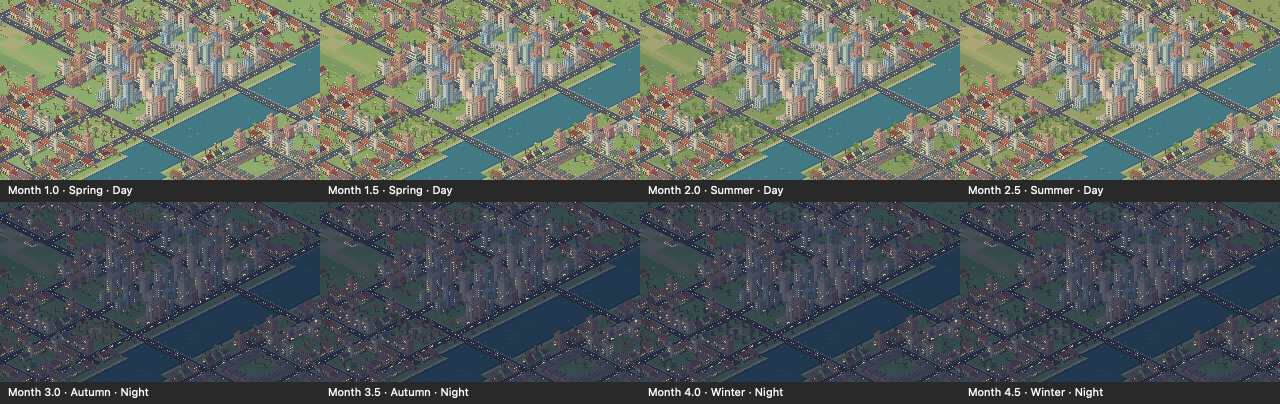 Month 1.0 · Spring · Day
Month 1.5 · Spring · Day
Month 2.0 · Summer · Day
Month 2.5 · Summer · Day
Month 3.0 · Autumn · Night
Month 3.5 · Autumn · Night
Month 4.0 · Winter · Night
Month 4.5 · Winter · Night